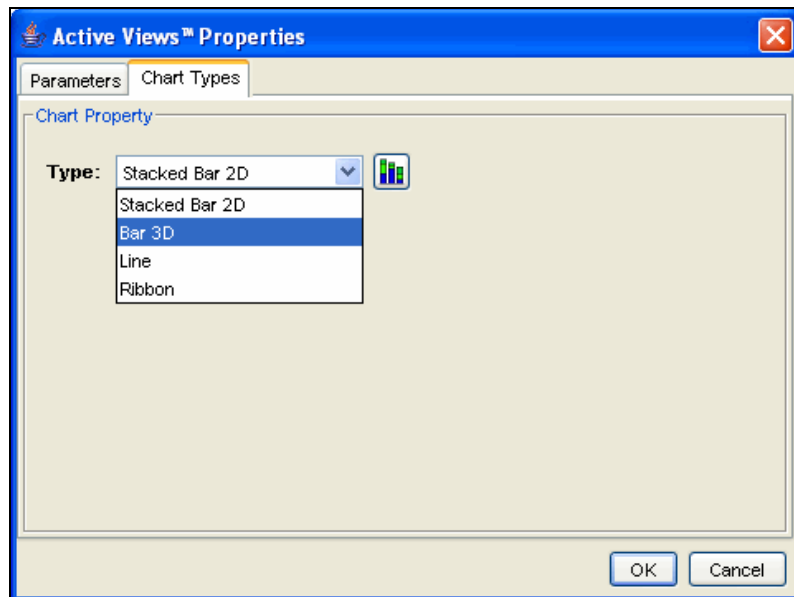 Active Views™ Properties
Parameters Chart Types
Chart Property
Type: Stacked Bar 2D
Stacked Bar 2D
Bar 3D
Line
Ribbon
OK Cancel